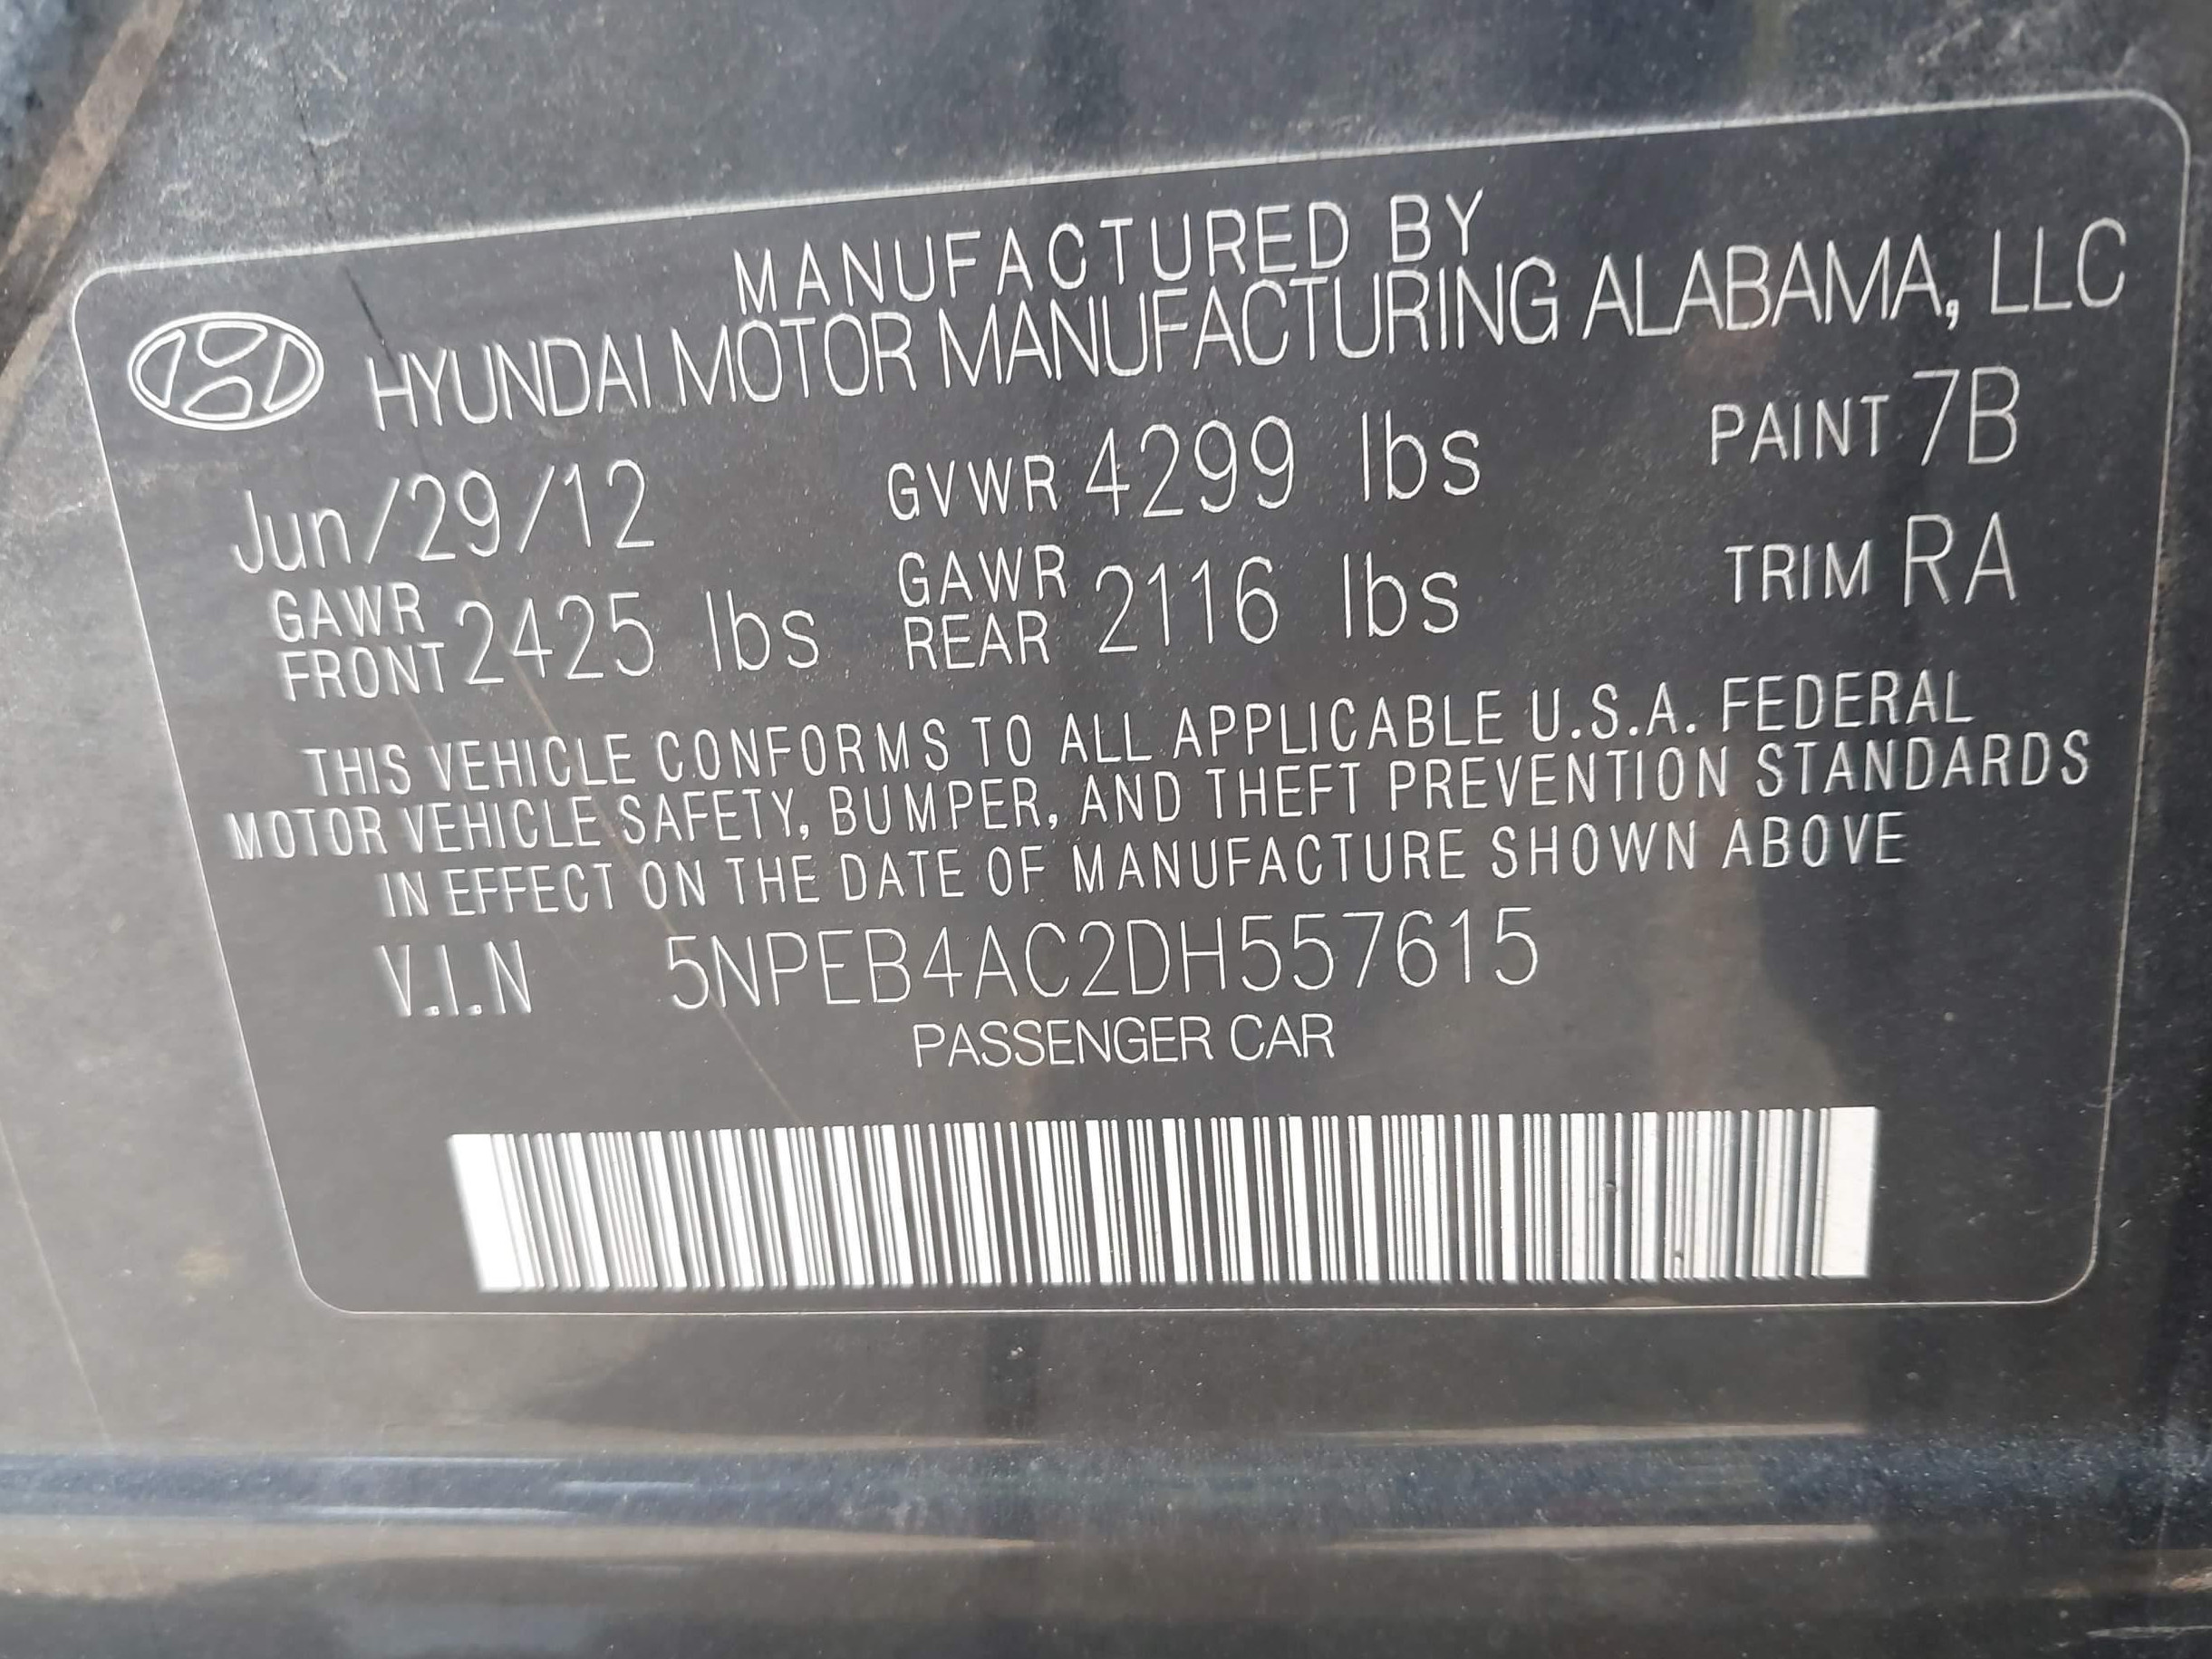 MANUFACTURED BY
HYUNDAI MOTOR MANUFACTURING ALABAMA, LLC
Jun/29/12 GVWR 4299 lbs PAINT 7B
GAWR FRONT 2425 lbs GAWR REAR 2116 lbs TRIM RA
THIS VEHICLE CONFORMS TO ALL APPLICABLE U.S.A. FEDERAL
MOTOR VEHICLE SAFETY, BUMPER, AND THEFT PREVENTION STANDARDS
IN EFFECT ON THE DATE OF MANUFACTURE SHOWN ABOVE
V.I.N 5NPEB4AC2DH557615
PASSENGER CAR